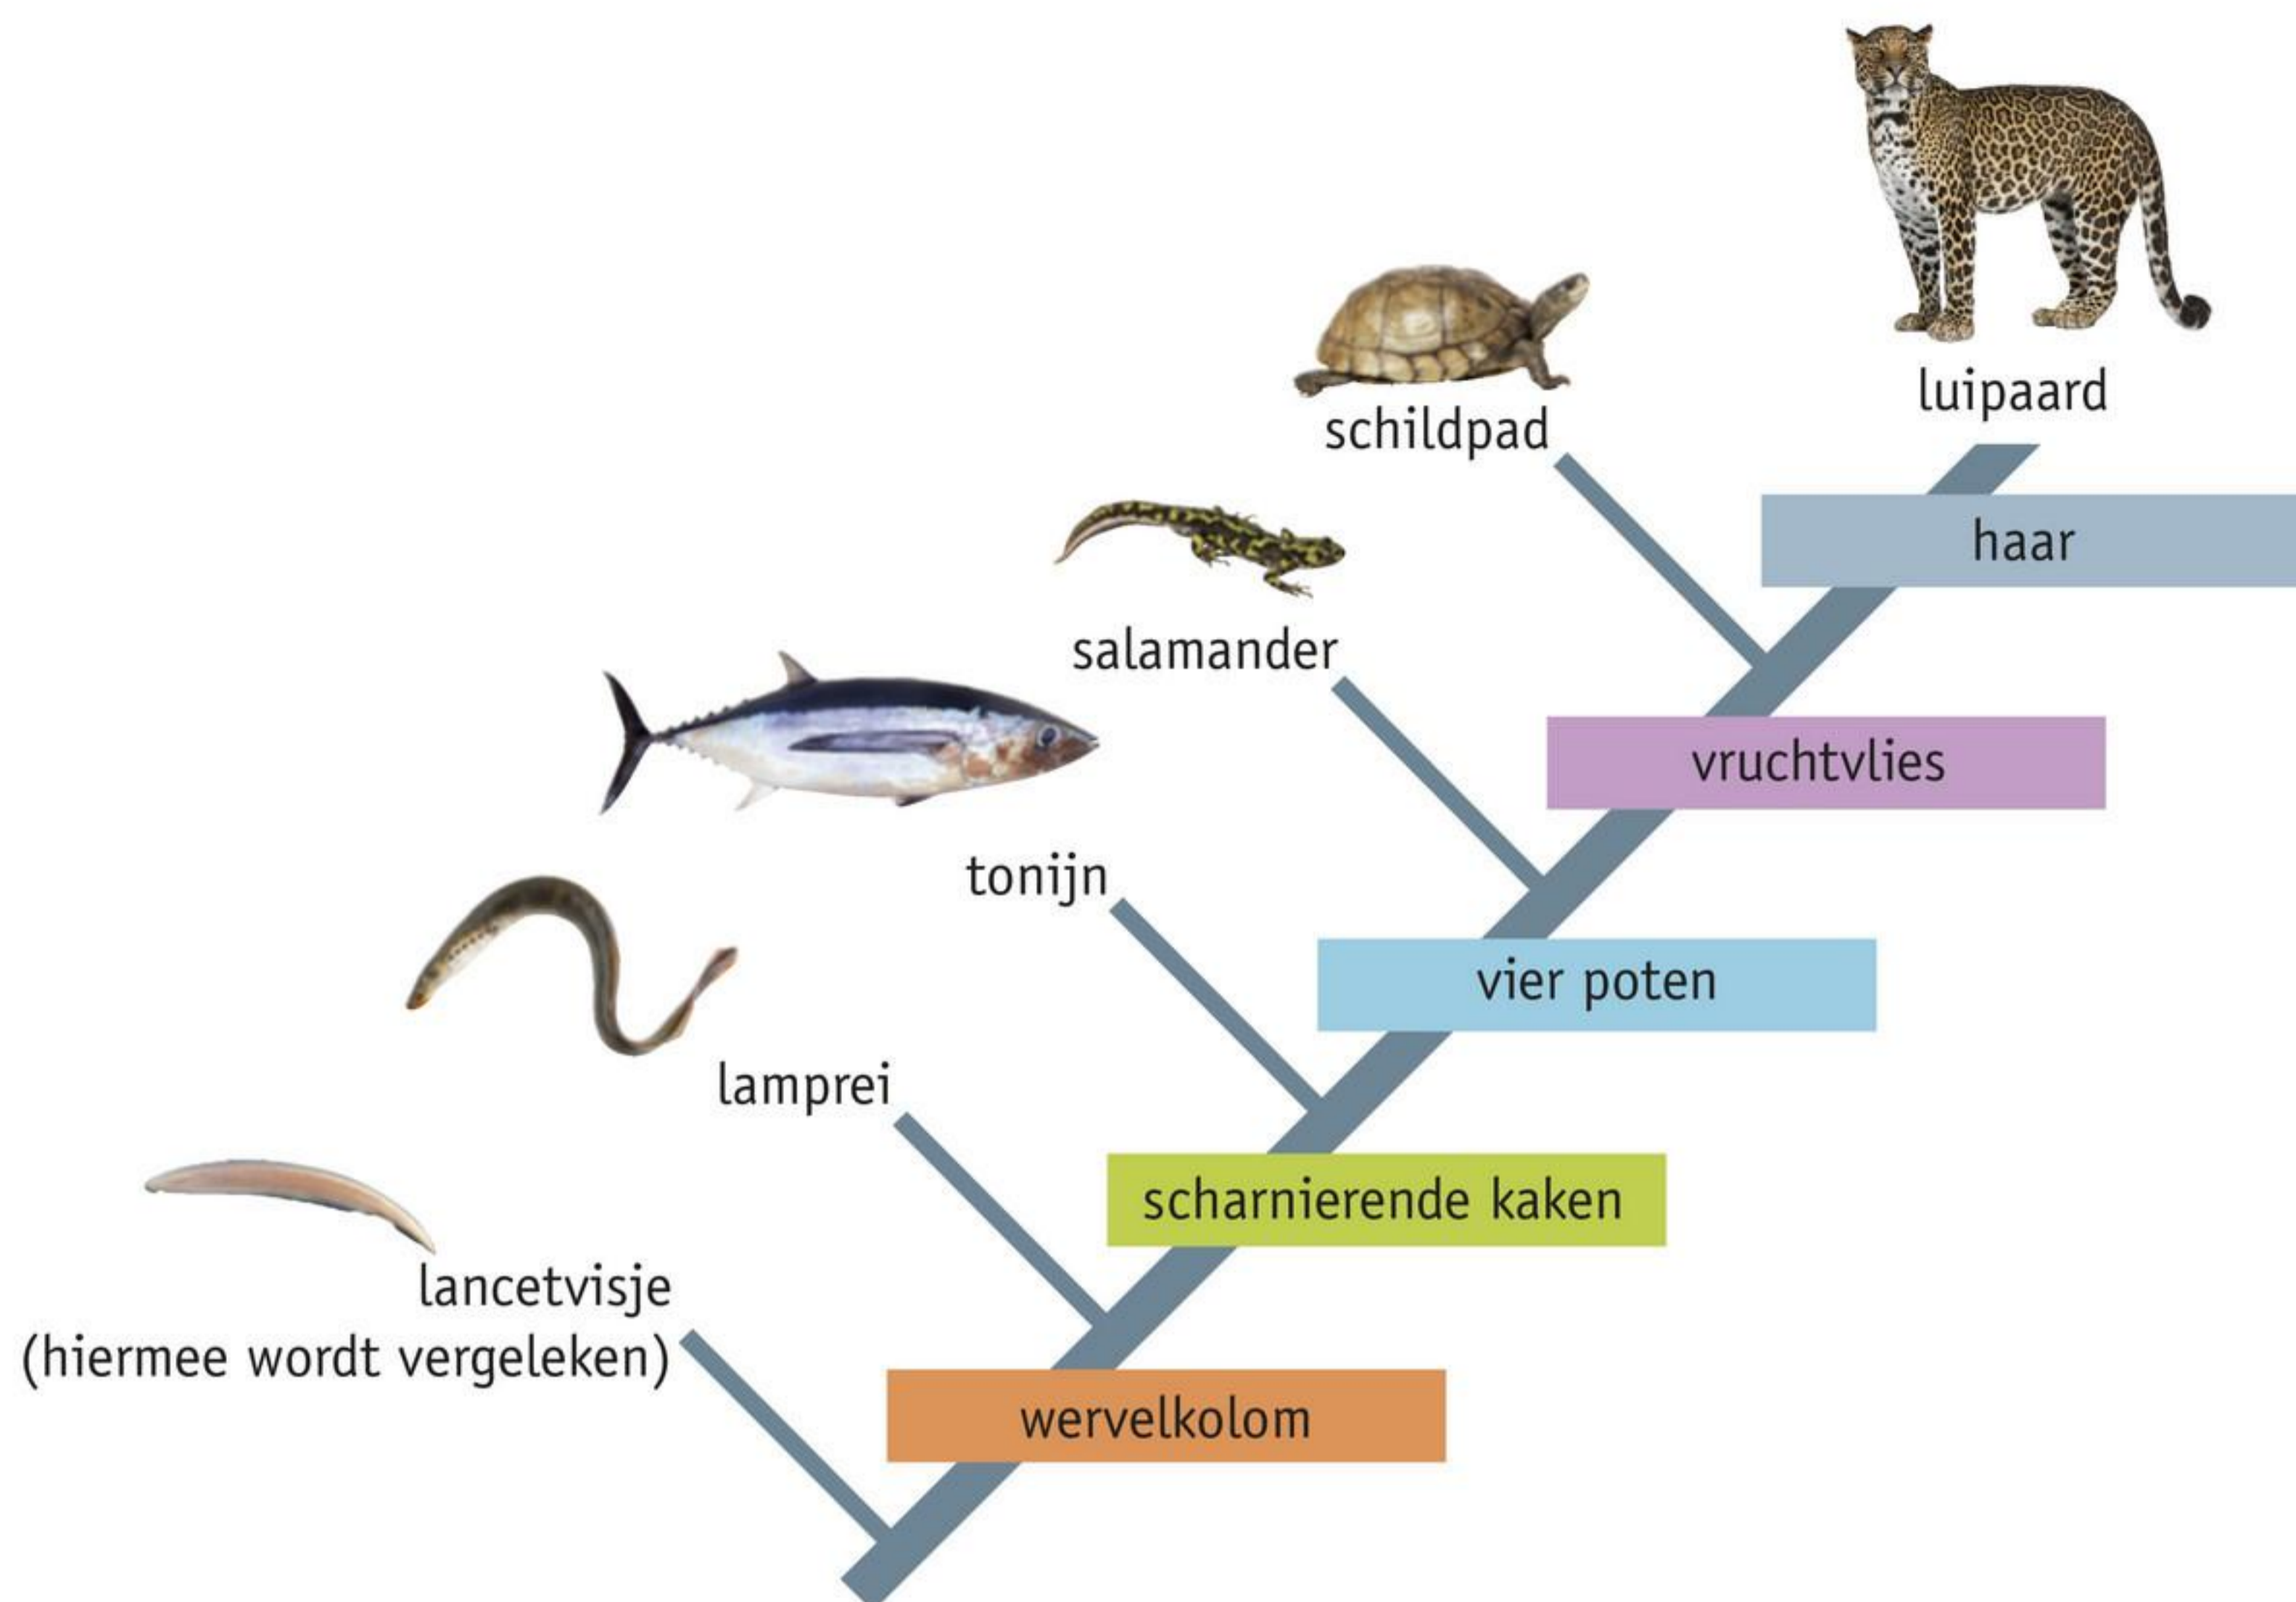 luipaard
schildpad
haar
salamander
vruchtvlies
tonijn
vier poten
lamprei
scharnierende kaken
lancetvisje
(hiermee wordt vergeleken)
wervelkolom